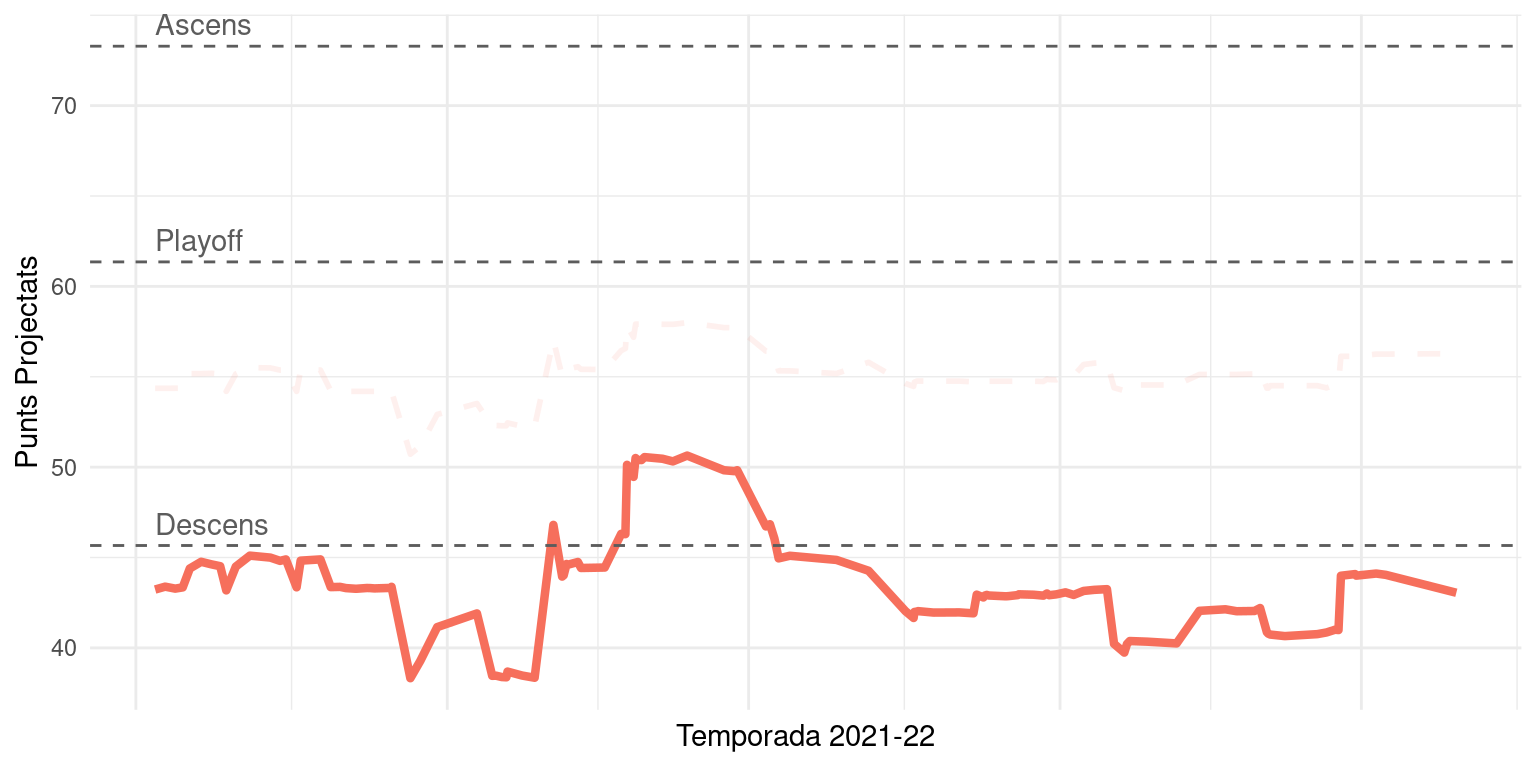 Ascens
70
Playoff
60
50
Descens
40
Punts Projectats
Temporada 2021-22